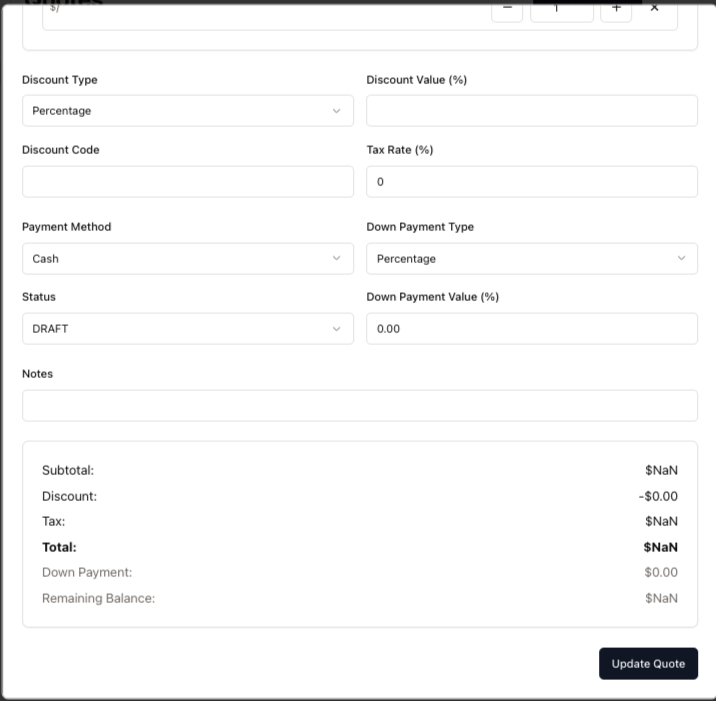 $/
− 1 + ×
Discount Type Discount Value (%)
Percentage
Discount Code Tax Rate (%)
0
Payment Method Down Payment Type
Cash Percentage
Status Down Payment Value (%)
DRAFT 0.00
Notes
Subtotal: $NaN
Discount: -$0.00
Tax: $NaN
Total: $NaN
Down Payment: $0.00
Remaining Balance: $NaN
Update Quote